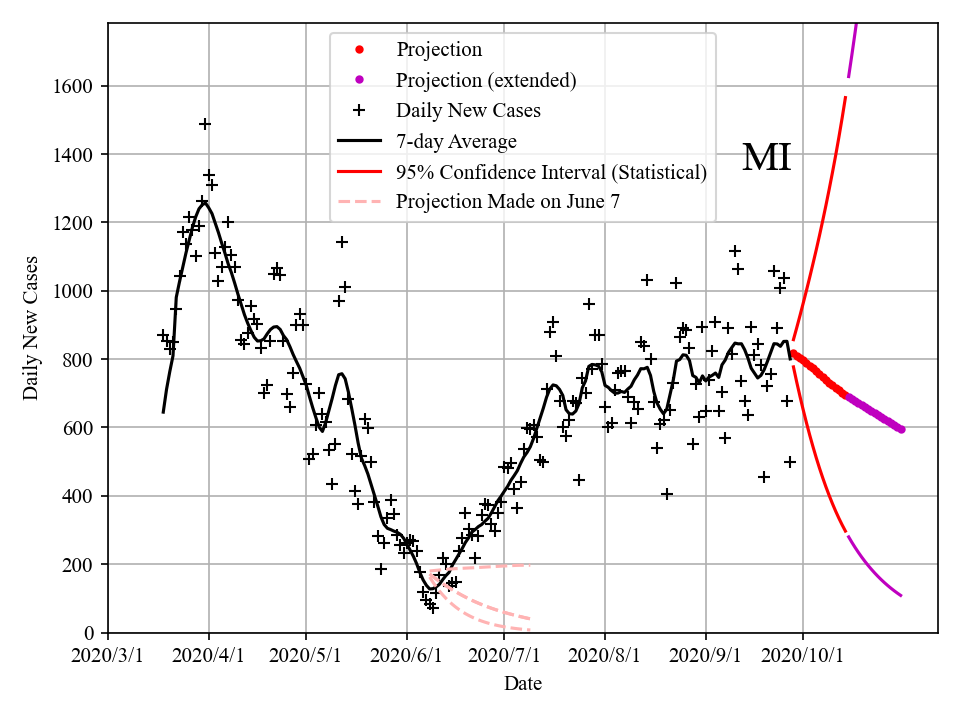 Projection
Projection (extended)
Daily New Cases
7-day Average
95% Confidence Interval (Statistical)
Projection Made on June 7
MI
1600
1400
1200
1000
800
600
400
200
0
Daily New Cases
2020/3/1 2020/4/1 2020/5/1 2020/6/1 2020/7/1 2020/8/1 2020/9/1 2020/10/1
Date